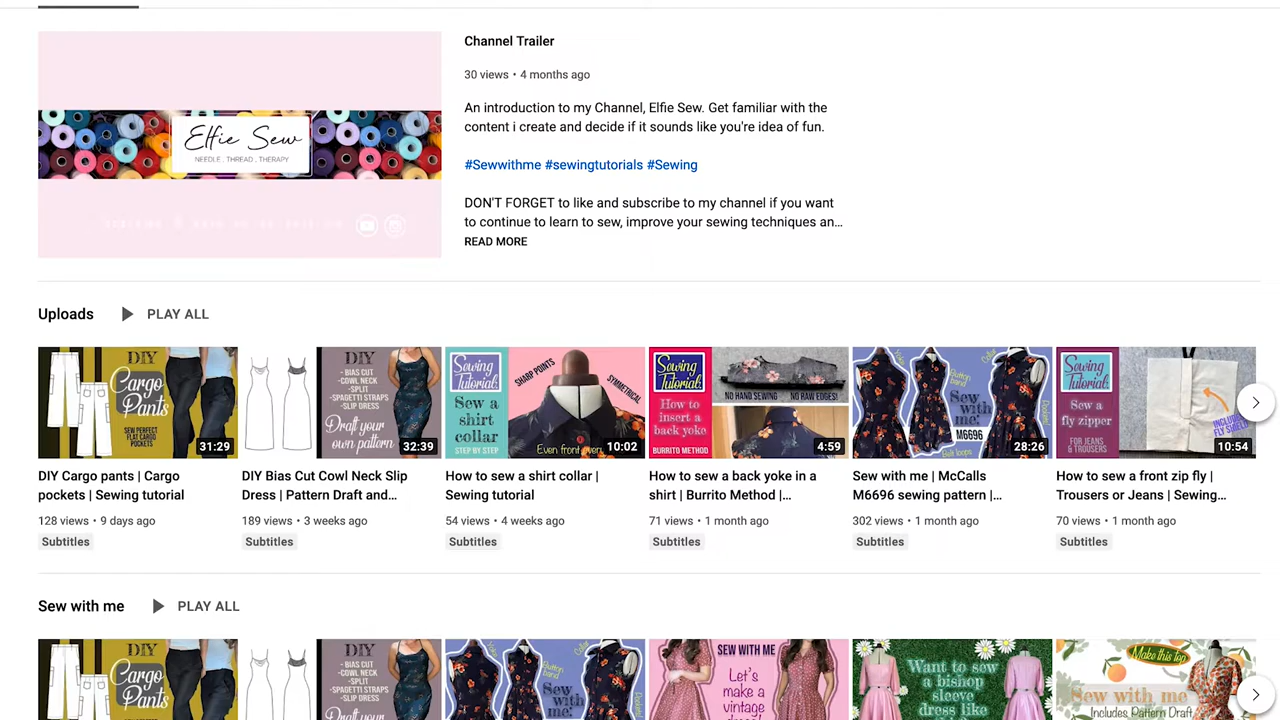 Channel Trailer
30 views • 4 months ago
An introduction to my Channel, Elfie Sew. Get familiar with the
content i create and decide if it sounds like you're idea of fun.
#Sewwithme #sewingtutorials #Sewing
DON'T FORGET to like and subscribe to my channel if you want
to continue to learn to sew, improve your sewing techniques an...
READ MORE
Elfie Sew
NEEDLE . THREAD . THERAPY
Uploads PLAY ALL
DIY
Cargo
Pants
SEW PERFECT
FLAT CARGO
POCKETS
31:29
DIY
- BIAS CUT
-COWL NECK
-SPLIT
-SPAGETTI STRAPS
-SLIP DRESS
Draft your
own pattern
32:39
Sewing
Tutorial:
Sew a
shirt
collar
STEP BY STEP
SHARP POINTS
SYMMETRICAL
Even front
10:02
Sewing
Tutorial:
How to
insert a
back yoke
BURRITO METHOD
NO HAND SEWING
NO RAW EDGES!
4:59
Collar
Button
band
Sew
with
me!
M6696
Belt loops
28:26
Sewing
Tutorial:
Sew a
fly zipper
FOR JEANS
& TROUSERS
INCLUDES
FLY SHIELD
10:54
DIY Cargo pants | Cargo
pockets | Sewing tutorial
128 views • 9 days ago
Subtitles
DIY Bias Cut Cowl Neck Slip
Dress | Pattern Draft and...
189 views • 3 weeks ago
Subtitles
How to sew a shirt collar |
Sewing tutorial
54 views • 4 weeks ago
Subtitles
How to sew a back yoke in a
shirt | Burrito Method |...
71 views • 1 month ago
Subtitles
Sew with me | McCalls
M6696 sewing pattern |...
302 views • 1 month ago
Subtitles
How to sew a front zip fly |
Trousers or Jeans | Sewing...
70 views • 1 month ago
Subtitles
Sew with me PLAY ALL
DIY
Cargo
Pants
DIY
- BIAS CUT
-COWL NECK
-SPLIT
-SPAGETTI STRAPS
-SLIP DRESS
Draft your
Button
band
Sew
with
me!
SEW WITH ME
Let's
make a
vintage
Want to sew
a bishop
sleeve
dress like
Make this top
Sew with me
Includes Pattern Draft